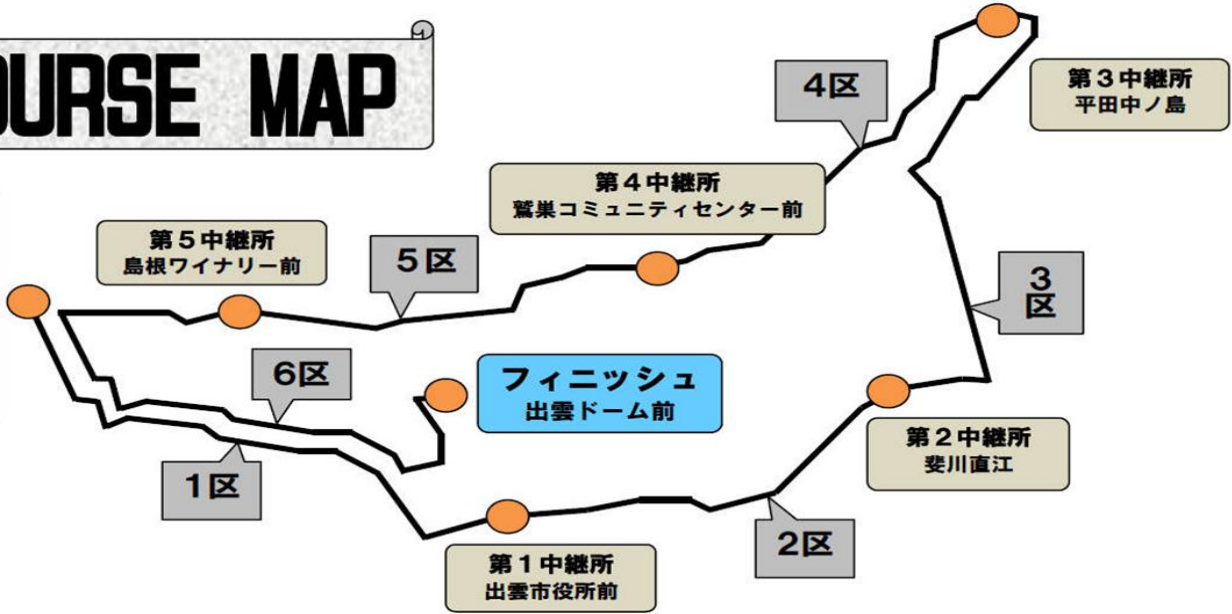 OURSE MAP
第3中継所
平田中ノ島
4区
第4中継所
鷲巣コミュニティセンター前
第5中継所
島根ワイナリー前
5区
3
区
6区
フィニッシュ
出雲ドーム前
第2中継所
斐川直江
1区
2区
第1中継所
出雲市役所前